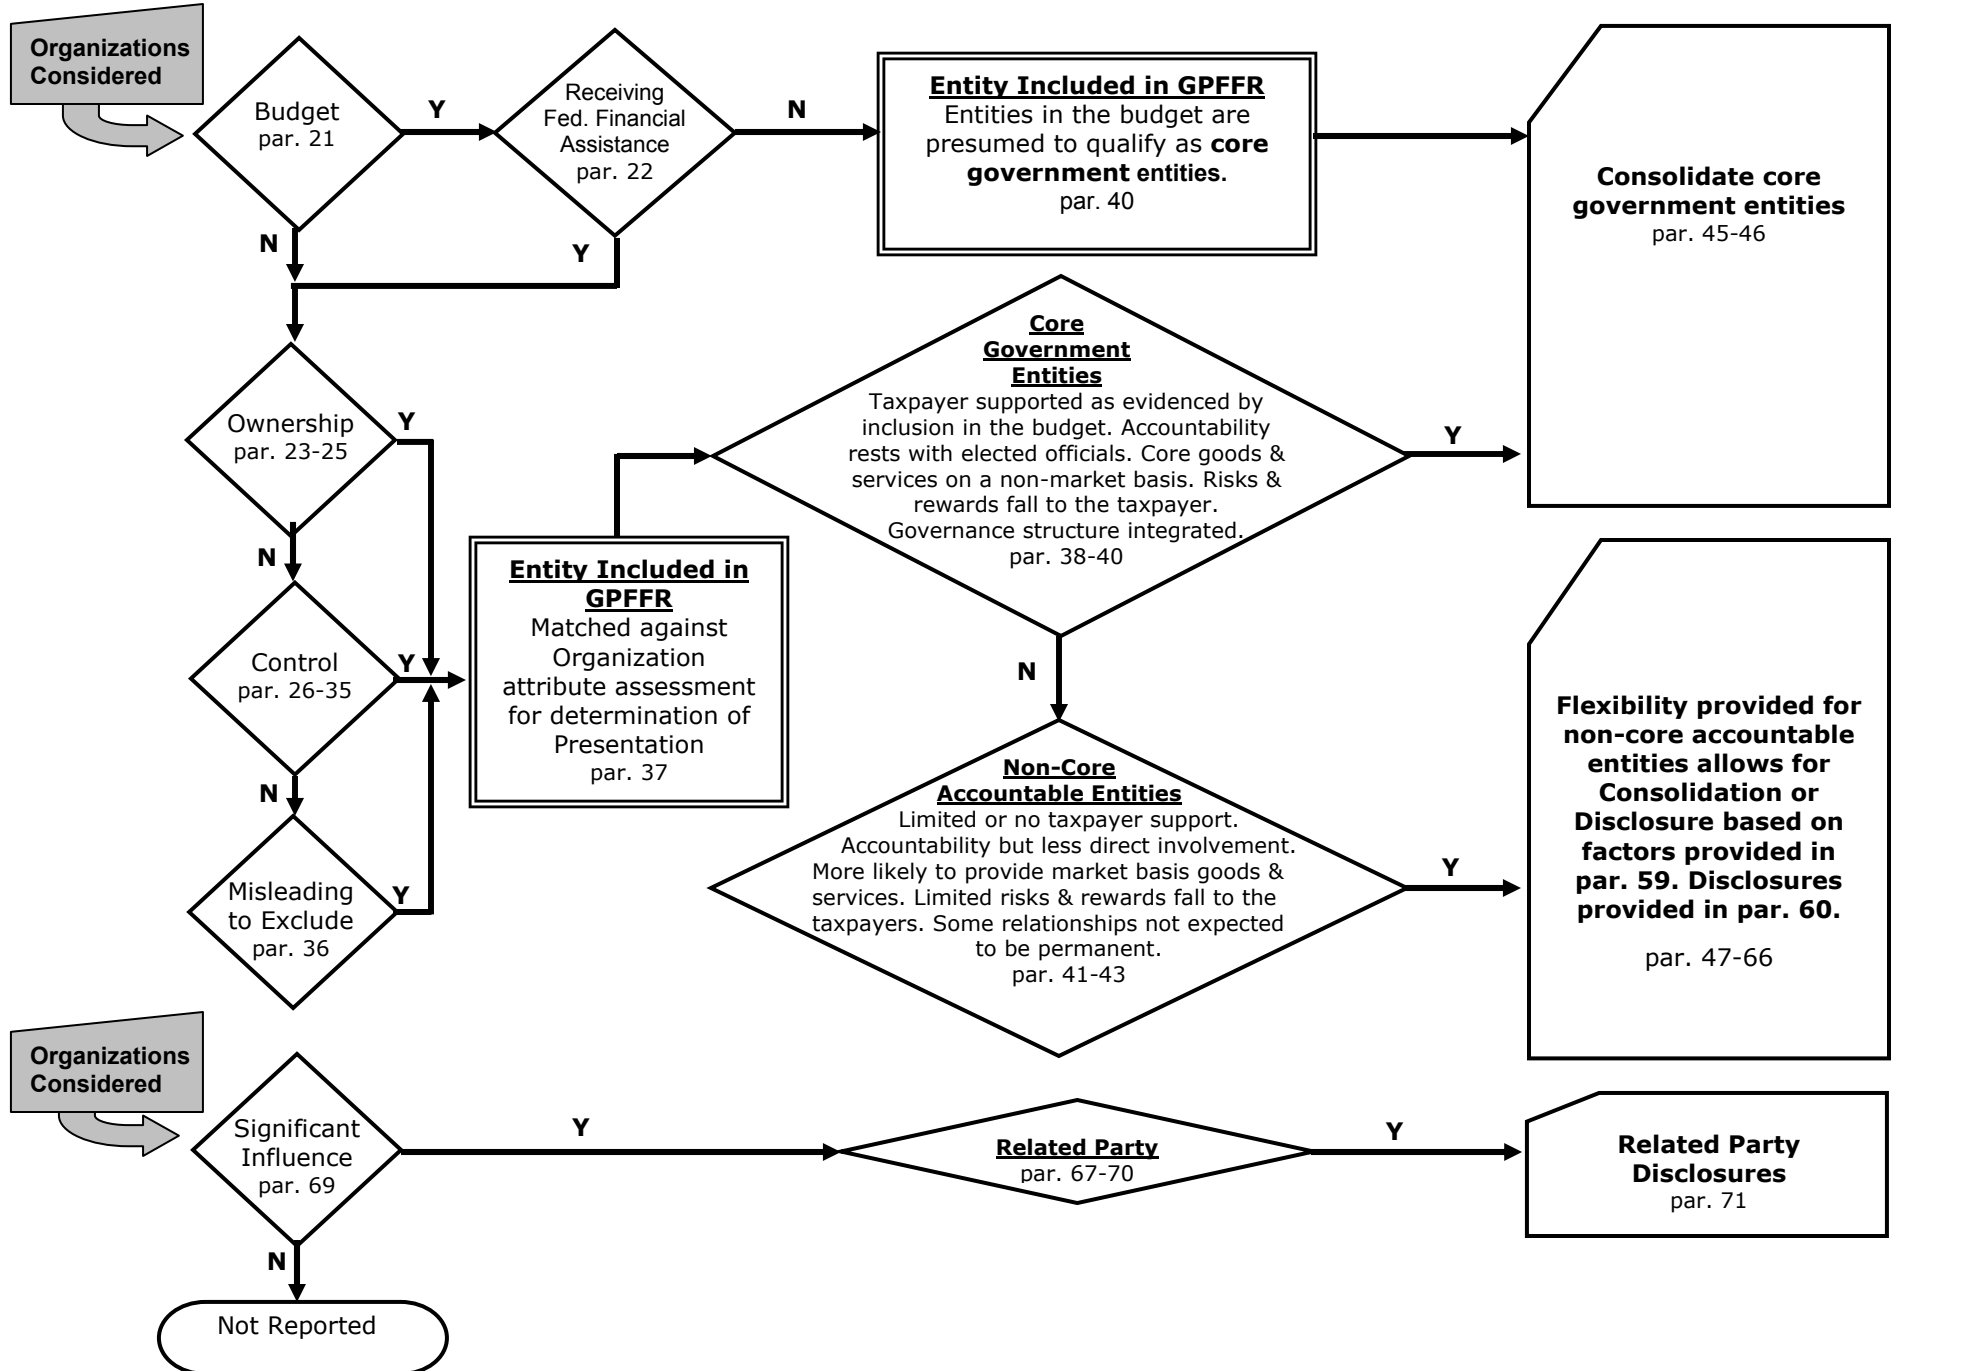 Organizations
Considered
Budget
par. 21
Y
N
Receiving
Fed. Financial
Assistance
par. 22
N
Y
Entity Included in GPFFR
Entities in the budget are
presumed to qualify as core
government entities.
par. 40
Consolidate core
government entities
par. 45-46
Ownership
par. 23-25
Y
N
Control
par. 26-35
Y
N
Misleading
to Exclude
par. 36
Y
Entity Included in
GPFFR
Matched against
Organization
attribute assessment
for determination of
Presentation
par. 37
Core
Government
Entities
Taxpayer supported as evidenced by
inclusion in the budget. Accountability
rests with elected officials. Core goods &
services on a non-market basis. Risks &
rewards fall to the taxpayer.
Governance structure integrated.
par. 38-40
Y
N
Non-Core
Accountable Entities
Limited or no taxpayer support.
Accountability but less direct involvement.
More likely to provide market basis goods &
services. Limited risks & rewards fall to the
taxpayers. Some relationships not expected
to be permanent.
par. 41-43
Y
Flexibility provided for
non-core accountable
entities allows for
Consolidation or
Disclosure based on
factors provided in
par. 59. Disclosures
provided in par. 60.
par. 47-66
Organizations
Considered
Significant
Influence
par. 69
Y
N
Related Party
par. 67-70
Y
Related Party
Disclosures
par. 71
Not Reported